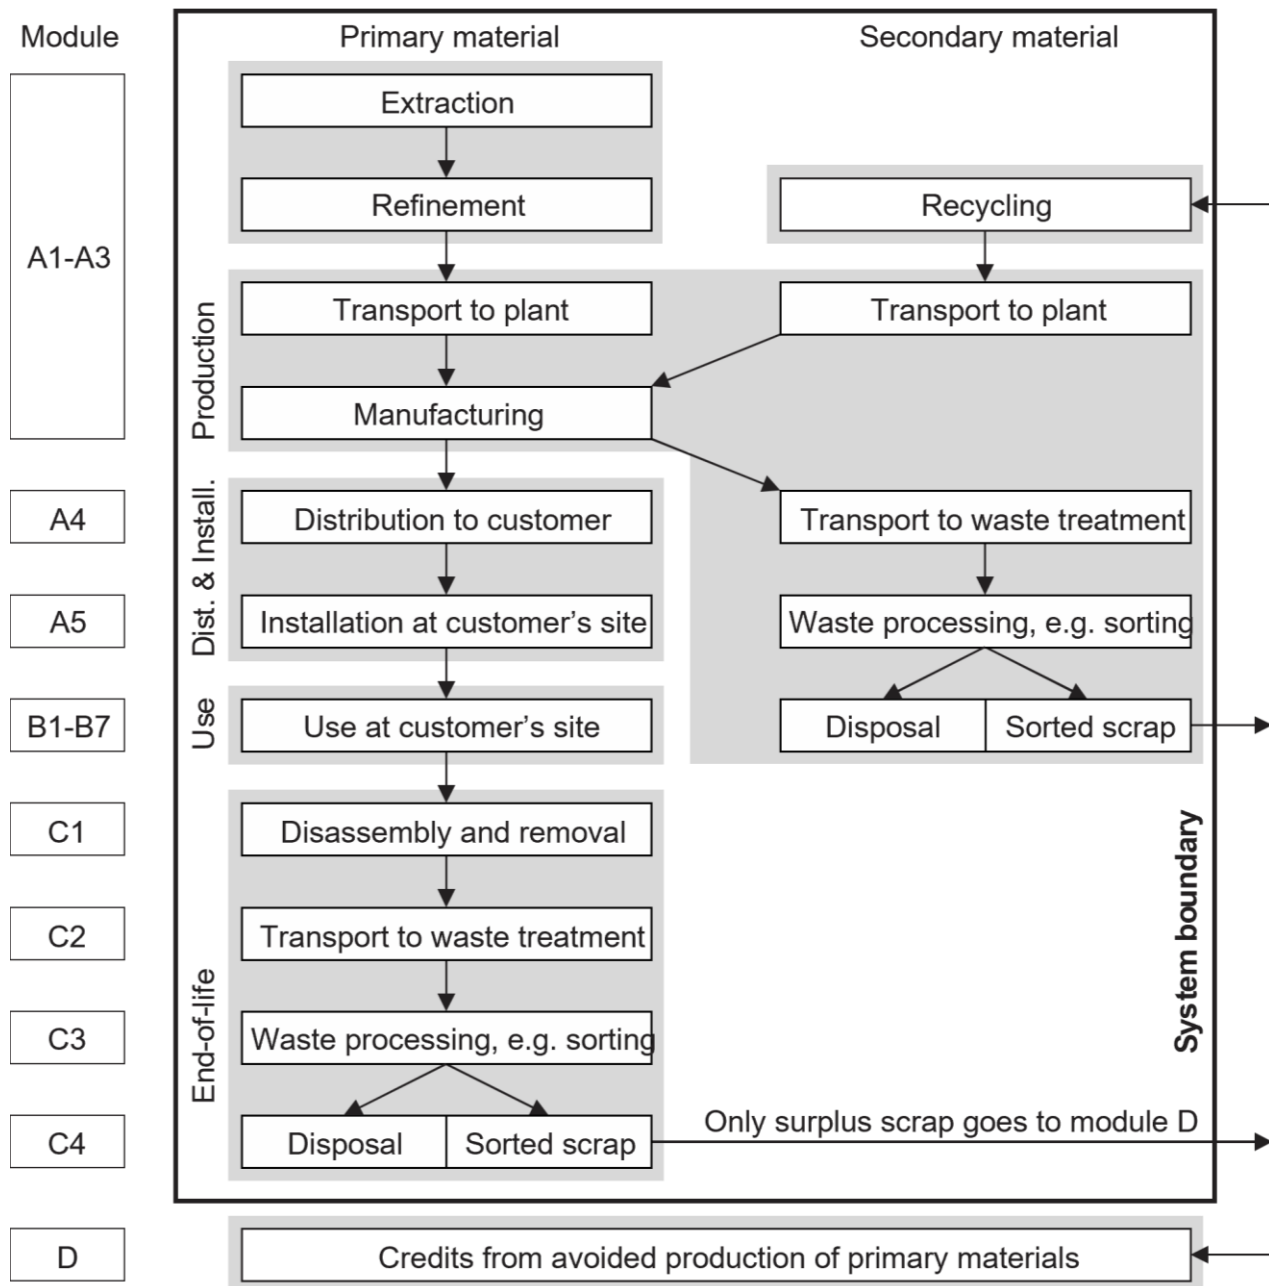 Module
Primary material
Secondary material
Extraction
Refinement
Recycling
A1-A3
Transport to plant
Transport to plant
Production
Manufacturing
A4
Dist. & Install.
Distribution to customer
Transport to waste treatment
A5
Installation at customer's site
Waste processing, e.g. sorting
B1-B7
Use
Use at customer's site
Disposal
Sorted scrap
C1
Disassembly and removal
System boundary
C2
Transport to waste treatment
End-of-life
C3
Waste processing, e.g. sorting
C4
Disposal
Sorted scrap
Only surplus scrap goes to module D
D
Credits from avoided production of primary materials